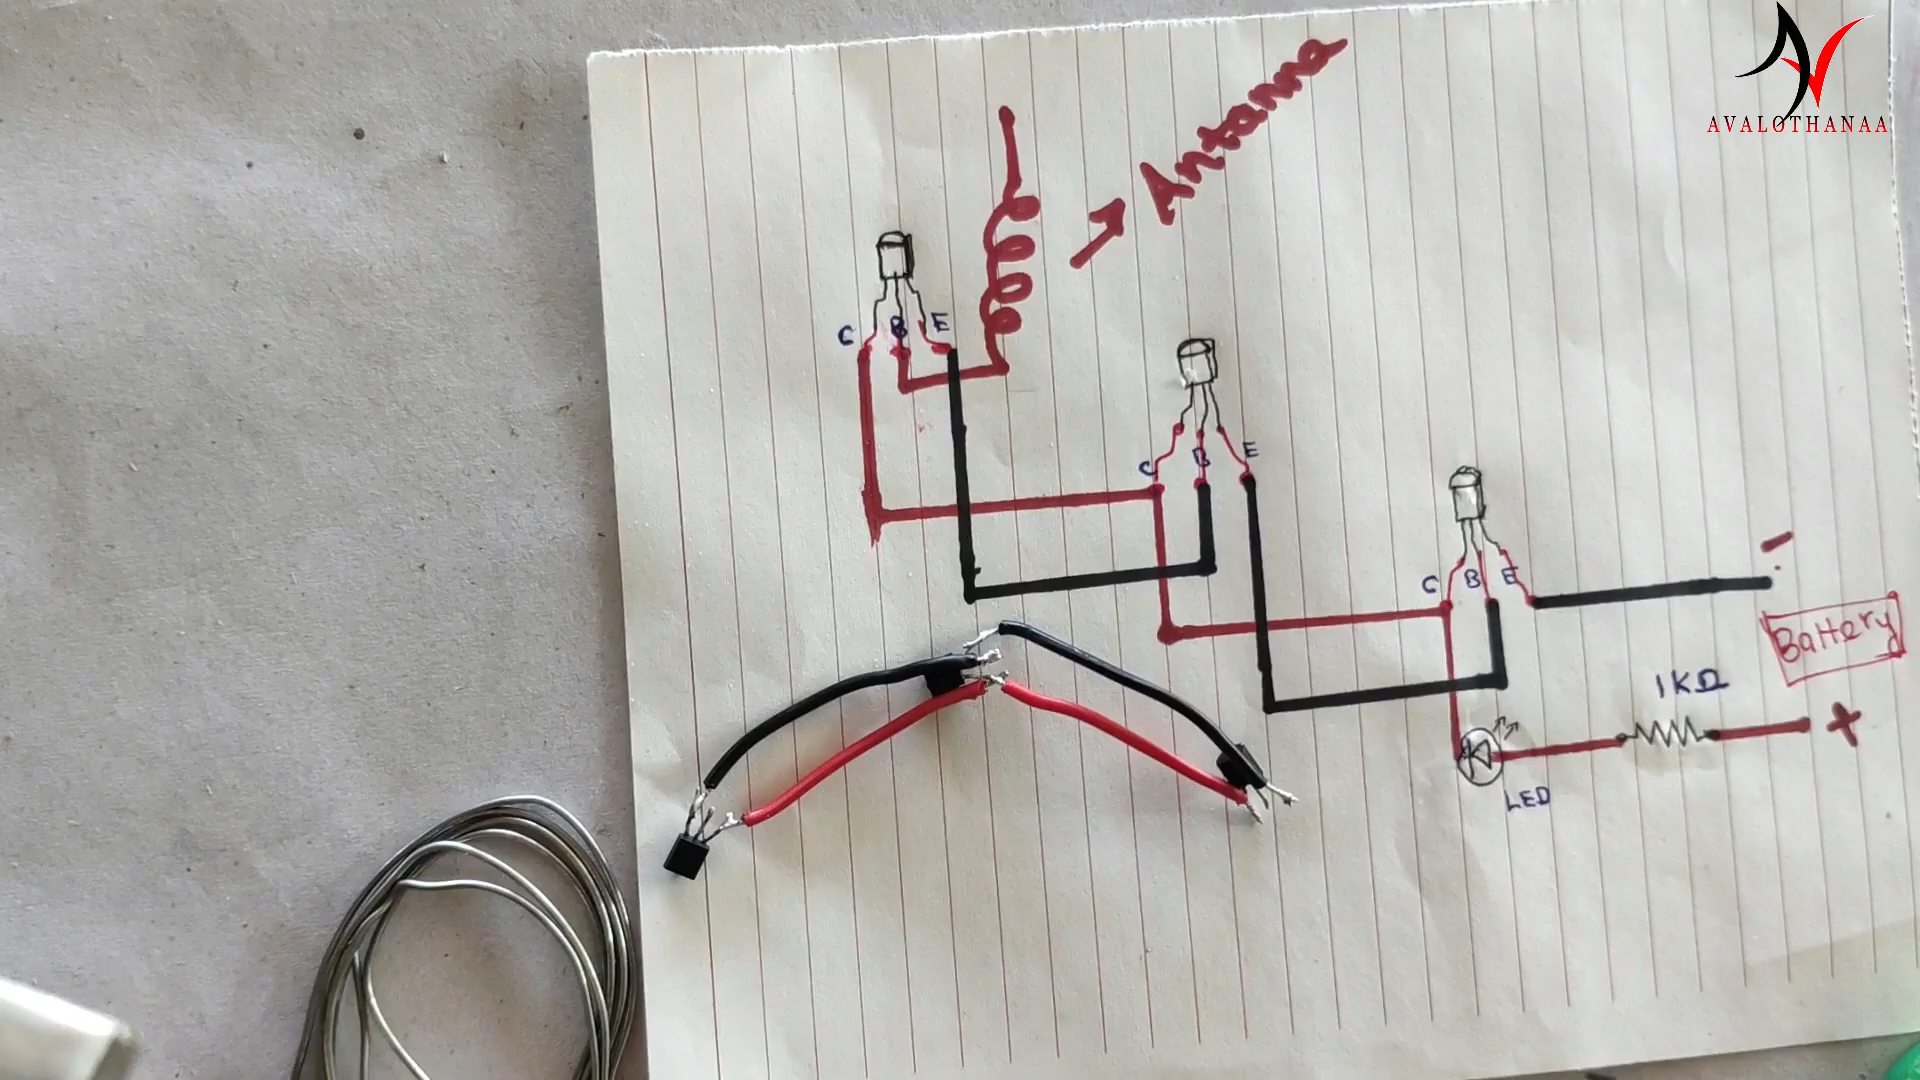 AVALOTHANAA
Antanna
C B E
C B E
C B E
-
Battery
1KΩ
+
LED